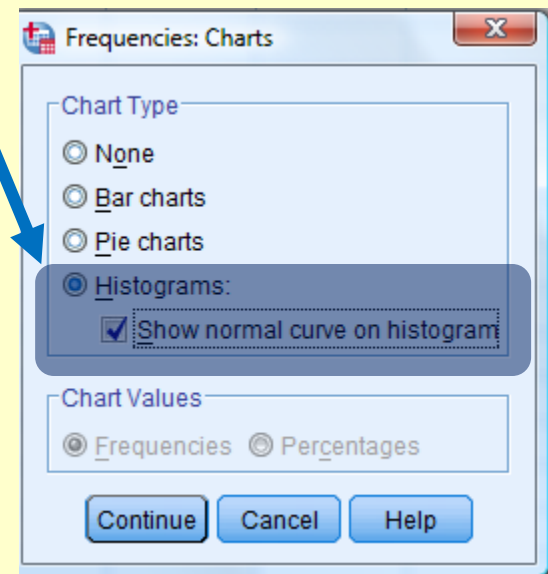 Frequencies: Charts
Chart Type
None
Bar charts
Pie charts
Histograms:
Show normal curve on histogram
Chart Values
Frequencies Percentages
Continue Cancel Help